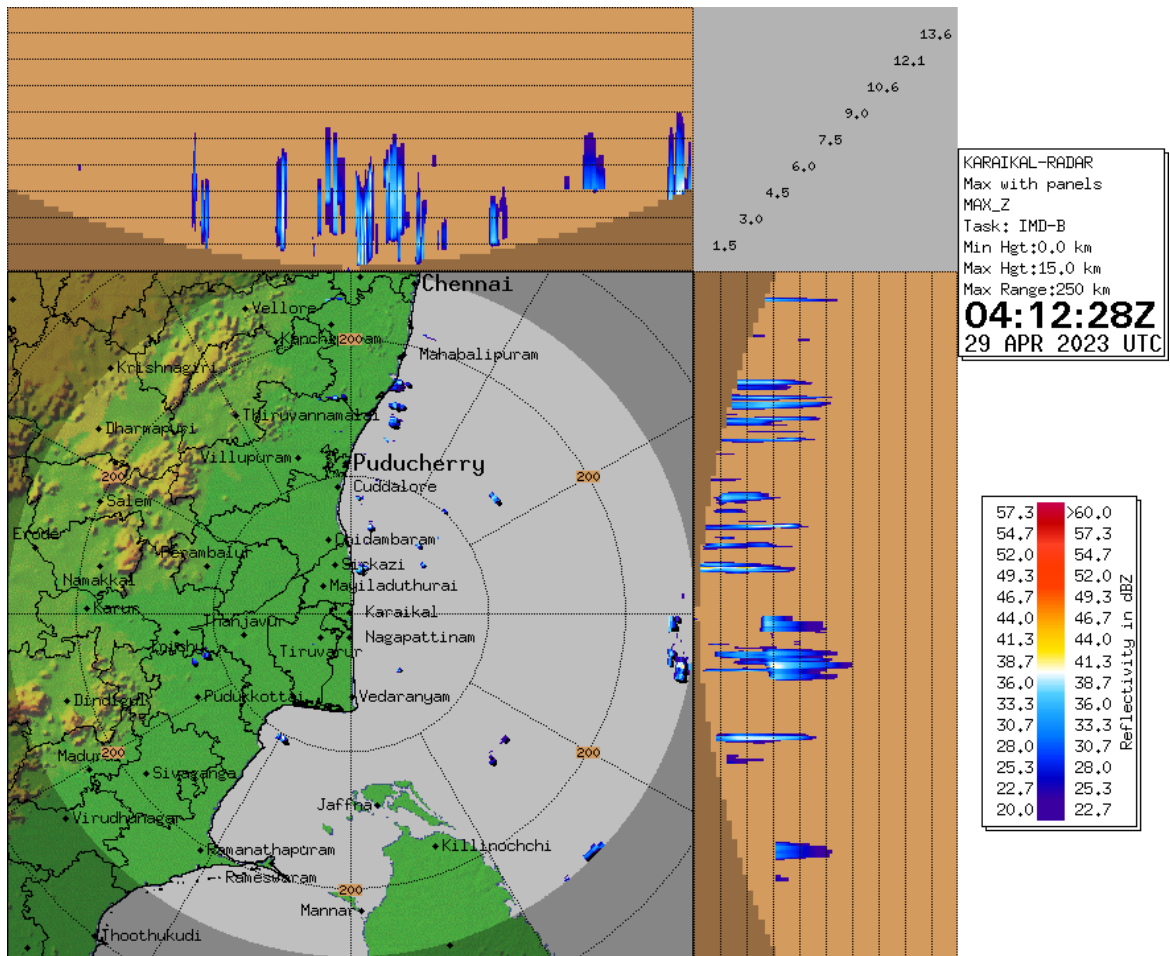 13.6
12.1
10.6
9.0
7.5
6.0
4.5
3.0
1.5
KARAIKAL-RADAR
Max with panels
MAX_Z
Task: IMD-B
Min Hgt:0.0 km
Max Hgt:15.0 km
Max Range:250 km
04:12:28Z
29 APR 2023 UTC
Chennai
Vellore
200
Mahabalipuram
Krishnagiri
Thiruvannamalai
Dharmapuri
Villupuram
Puducherry
200
200
Cuddalore
Salem
Erode
Chidambaram
Perambalur
Sirkazi
Namakkal
Mayiladuthurai
Karur
Karaikal
Thanjavur
Nagapattinam
Tiruvarur
Dindigul
Pudukkottai
Vedaranyam
200
200
Sivaganga
Jaffna
Virudhunagar
Ramanathapuram
Killinochchi
Rameswaram
200
Mannar
Thoothukudi
57.3 >60.0
54.7 57.3
52.0 54.7
49.3 52.0
46.7 49.3
44.0 46.7
41.3 44.0
38.7 41.3
36.0 38.7
33.3 36.0
30.7 33.3
28.0 30.7
25.3 28.0
22.7 25.3
20.0 22.7
Reflectivity in dBZ